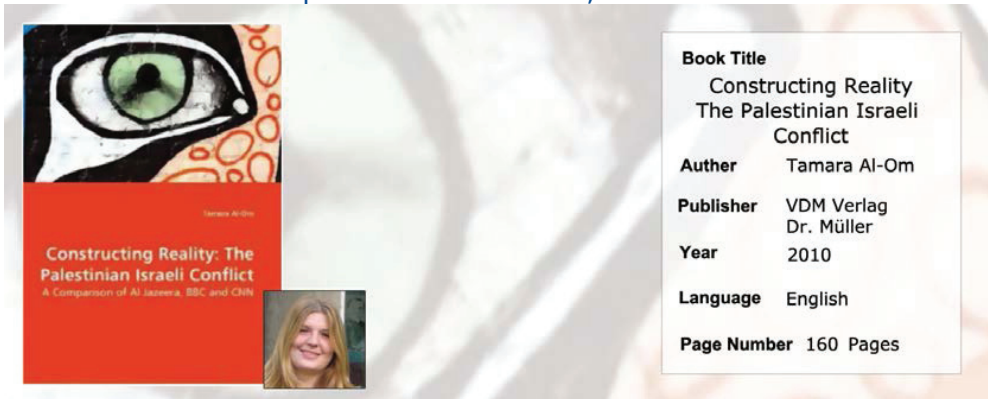 Tamara Al-Om
Constructing Reality: The
Palestinian Israeli Conflict
A Comparison of Al Jazeera, BBC and CNN
Book Title
Constructing Reality
The Palestinian Israeli
Conflict
Auther Tamara Al-Om
Publisher VDM Verlag
Dr. Müller
Year 2010
Language English
Page Number 160 Pages